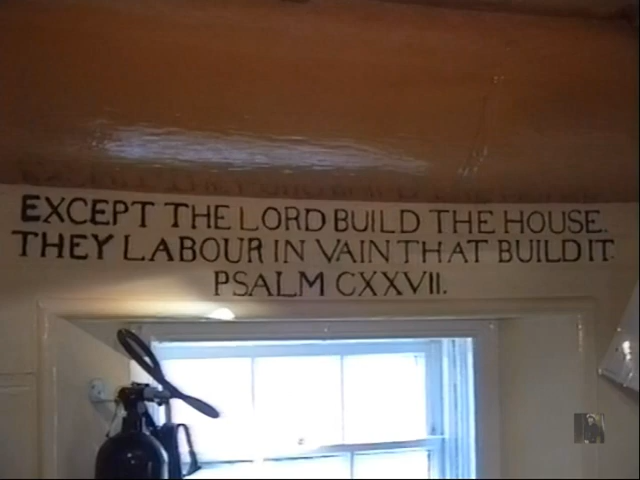 EXCEPT THE LORD BUILD THE HOUSE.
THEY LABOUR IN VAIN THAT BUILD IT.
PSALM CXXVII.